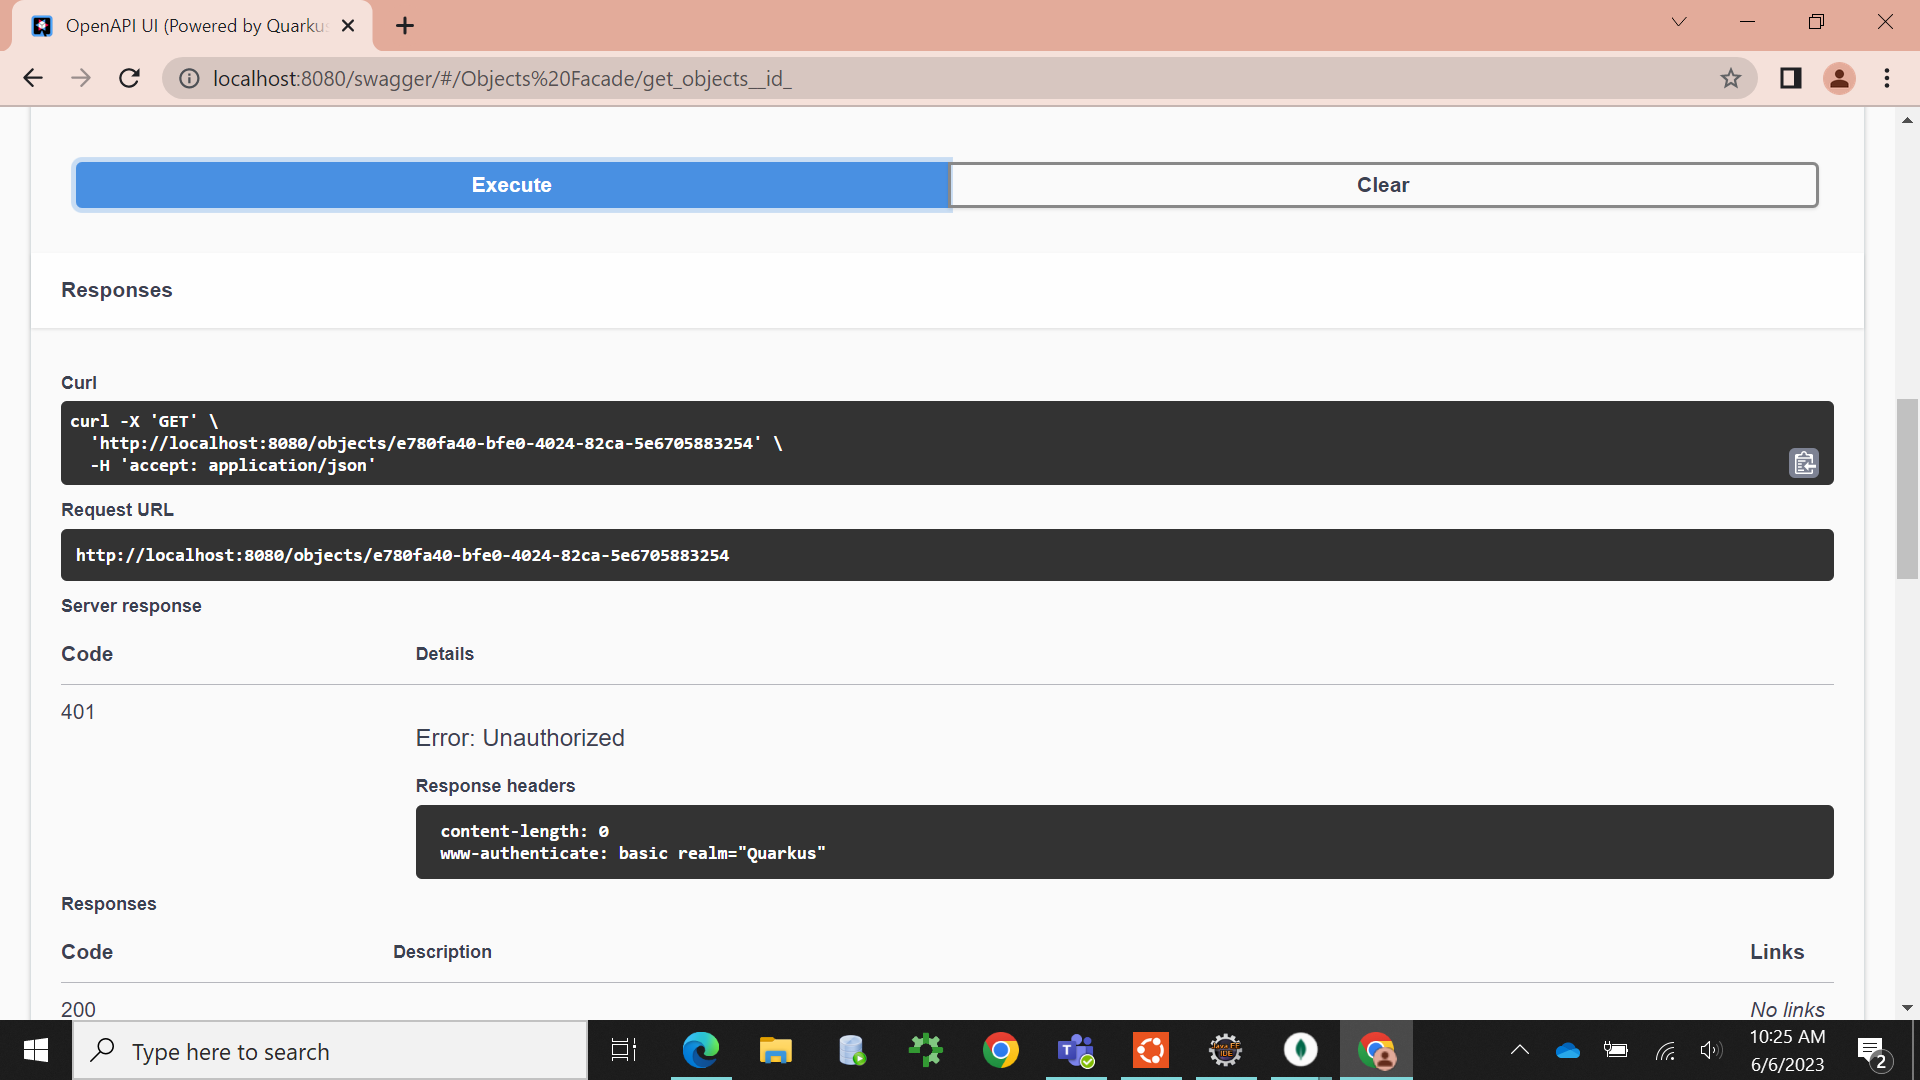 OpenAPI UI (Powered by Quarku
localhost:8080/swagger/#/Objects%20Facade/get_objects__id_
Execute
Clear
Responses
Curl
curl -X 'GET' \
'http://localhost:8080/objects/e780fa40-bfe0-4024-82ca-5e6705883254' \
-H 'accept: application/json'
Request URL
http://localhost:8080/objects/e780fa40-bfe0-4024-82ca-5e6705883254
Server response
Code Details
401
Error: Unauthorized
Response headers
content-length: 0
www-authenticate: basic realm="Quarkus"
Responses
Code Description Links
200 No links
Type here to search
Java EE
IDE
10:25 AM
6/6/2023
2